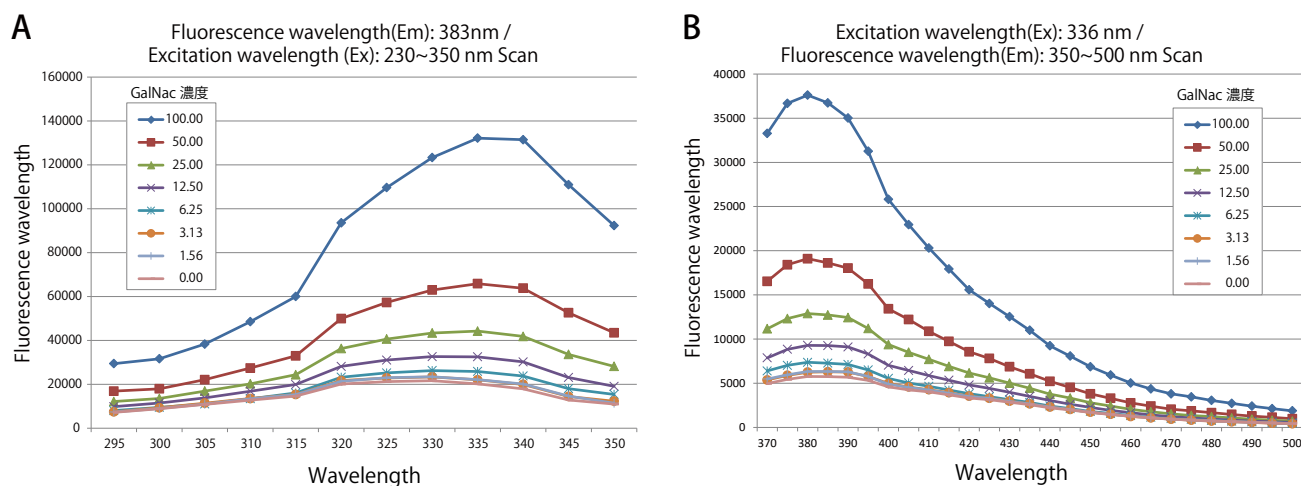 A
Fluorescence wavelength(Em): 383nm /
Excitation wavelength (Ex): 230~350 nm Scan
Fluorescence wavelength
160000
140000
120000
100000
80000
60000
40000
20000
0
GalNac 濃度
100.00
50.00
25.00
12.50
6.25
3.13
1.56
0.00
295 300 305 310 315 320 325 330 335 340 345 350
Wavelength
B
Excitation wavelength(Ex): 336 nm /
Fluorescence wavelength(Em): 350~500 nm Scan
Fluorescence wavelength
40000
35000
30000
25000
20000
15000
10000
5000
0
GalNac 濃度
100.00
50.00
25.00
12.50
6.25
3.13
1.56
0.00
370 380 390 400 410 420 430 440 450 460 470 480 490 500
Wavelength